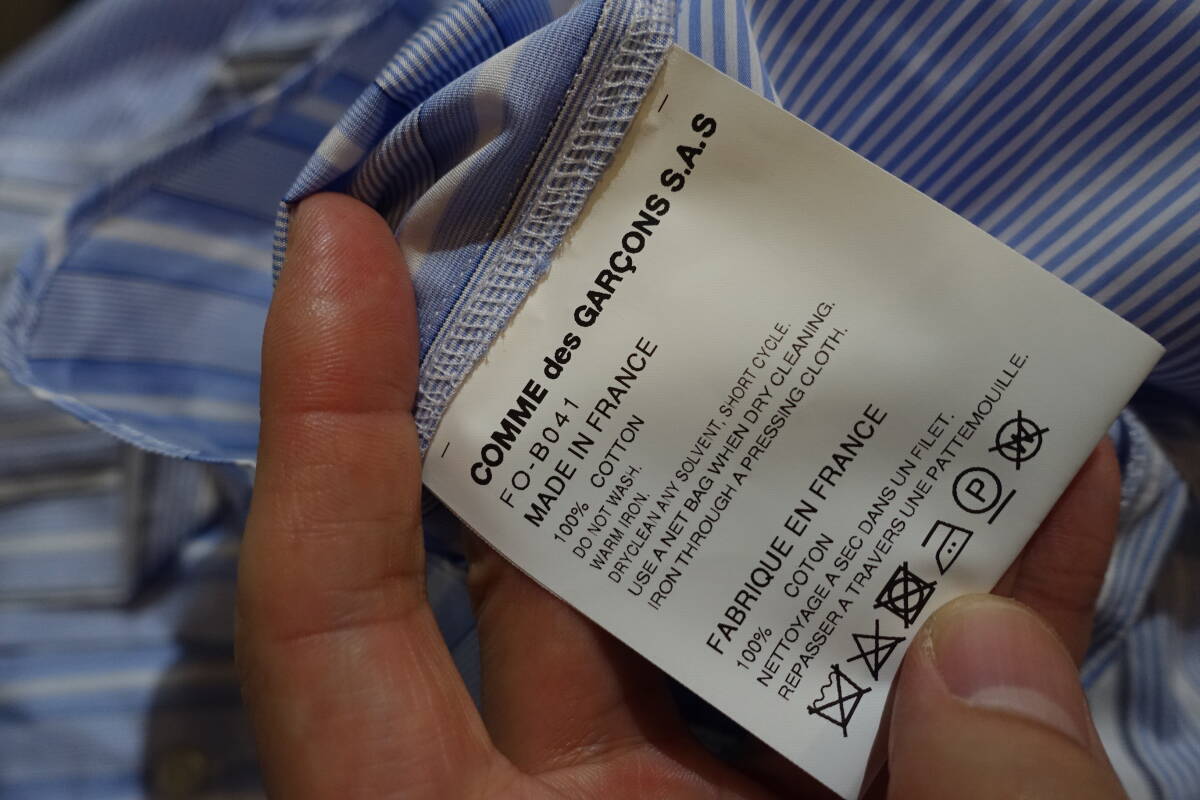 COMME des GARÇONS S.A.S
FO-B041
MADE IN FRANCE
100% COTTON
DO NOT WASH.
WARM IRON.
DRYCLEAN ANY SOLVENT, SHORT CYCLE.
USE A NET BAG WHEN DRY CLEANING.
IRON THROUGH A PRESSING CLOTH.
FABRIQUE EN FRANCE
100% COTON
NETTOYAGE A SEC DANS UN FILET.
REPASSER A TRAVERS UNE PATTEMOUILLE.
P W